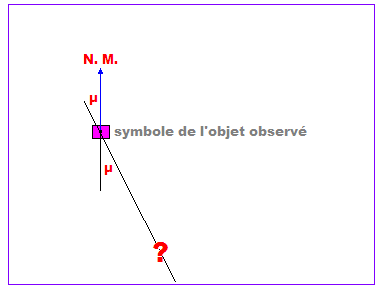 N. M.
µ
symbole de l'objet observé
µ
?